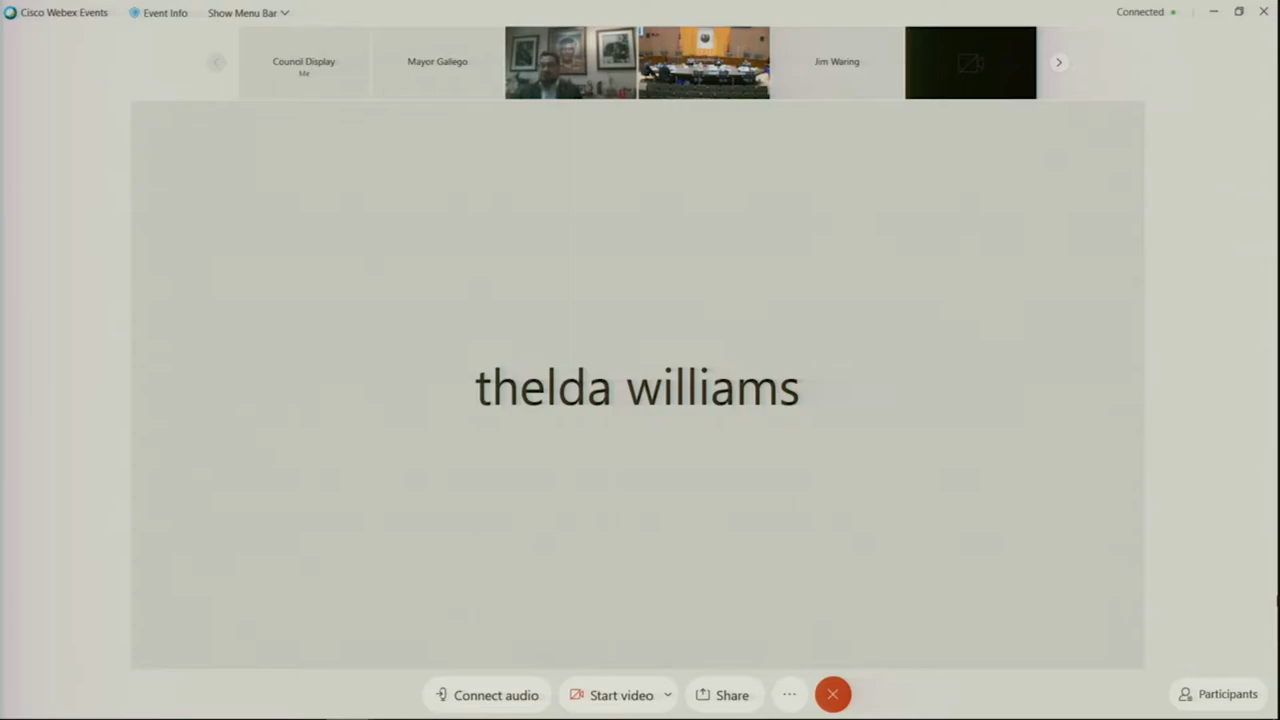 Cisco Webex Events
Event Info
Show Menu Bar
Connected
Council Display
Me
Mayor Gallego
Jim Waring
thelda williams
Connect audio
Start video
Share
Participants